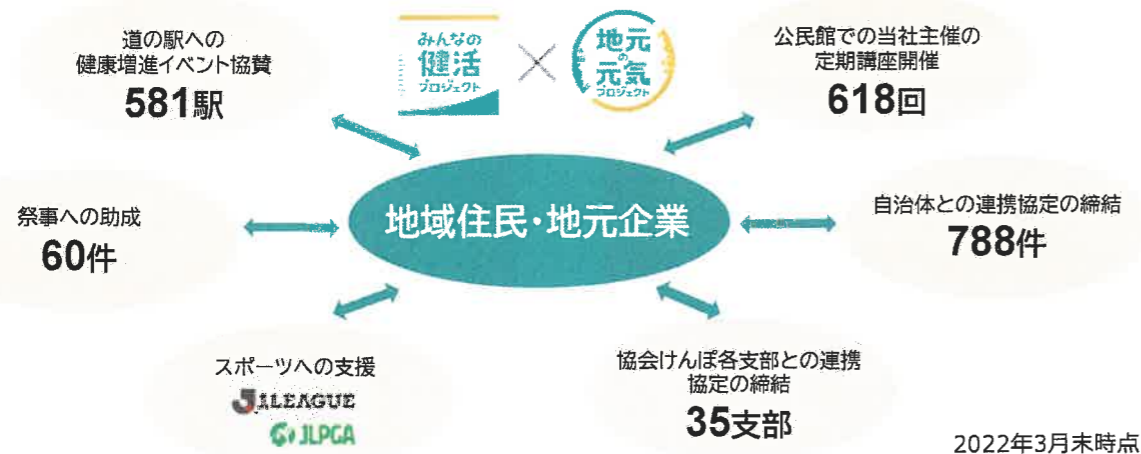 道の駅への
健康増進イベント協賛
581駅
みんなの
健活
プロジェクト
×
地元
の
元気
プロジェクト
公民館での当社主催の
定期講座開催
618回
祭事への助成
60件
地域住民・地元企業
自治体との連携協定の締結
788件
スポーツへの支援
J.LEAGUE
JLPGA
協会けんぽ各支部との連携
協定の締結
35支部
2022年3月末時点